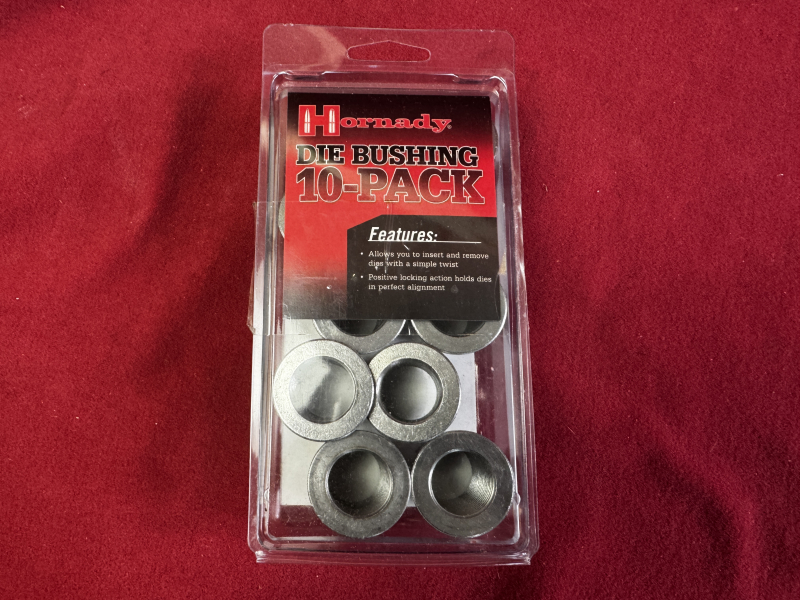 Hornady®
DIE BUSHING
10-PACK
Features:
• Allows you to insert and remove
dies with a simple twist
• Positive locking action holds dies
in perfect alignment